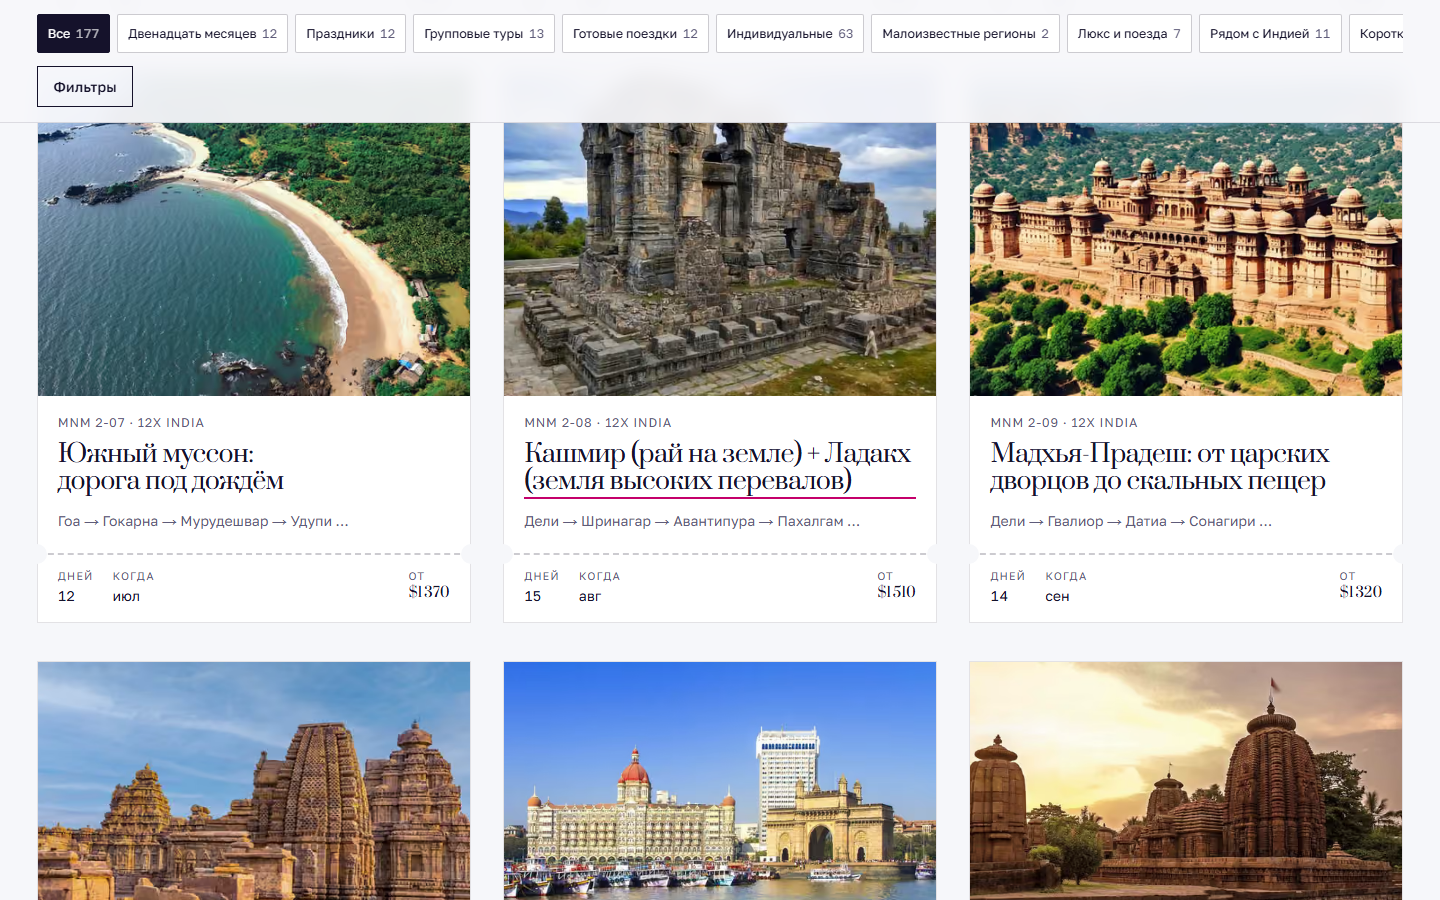 Все 177
Двенадцать месяцев 12
Праздники 12
Групповые туры 13
Готовые поездки 12
Индивидуальные 63
Малоизвестные регионы 2
Люкс и поезда 7
Рядом с Индией 11
Коротк
Фильтры
MNM 2-07 · 12X INDIA
Южный муссон:
дорога под дождём
Гоа → Гокарна → Мурудешвар → Удупи ...
ДНЕЙ КОГДА ОТ
12 июл $1370
MNM 2-08 · 12X INDIA
Кашмир (рай на земле) + Ладакх
(земля высоких перевалов)
Дели → Шринагар → Авантипура → Пахалгам ...
ДНЕЙ КОГДА ОТ
15 авг $1510
MNM 2-09 · 12X INDIA
Мадхья-Прадеш: от царских
дворцов до скальных пещер
Дели → Гвалиор → Датиа → Сонагири ...
ДНЕЙ КОГДА ОТ
14 сен $1320